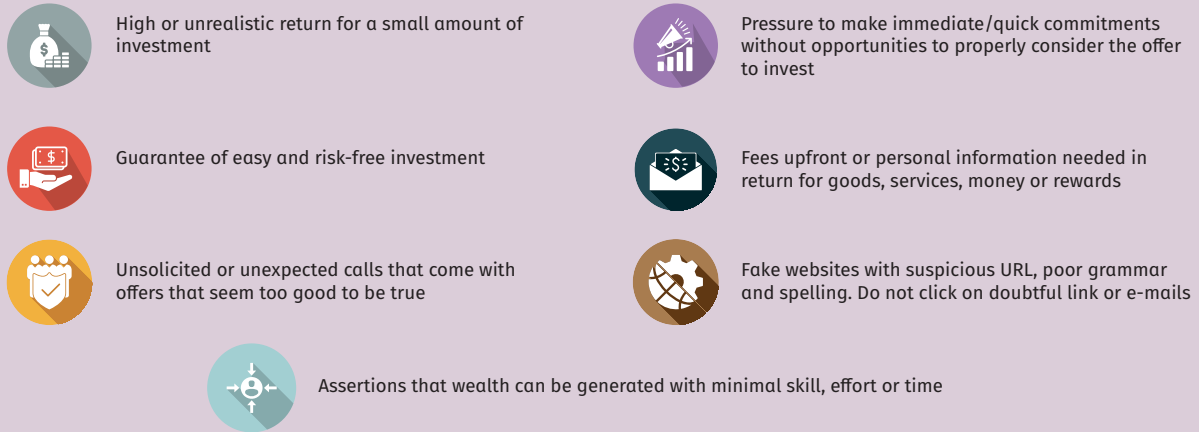 High or unrealistic return for a small amount of
investment
Pressure to make immediate/quick commitments
without opportunities to properly consider the offer
to invest
Guarantee of easy and risk-free investment
Fees upfront or personal information needed in
return for goods, services, money or rewards
Unsolicited or unexpected calls that come with
offers that seem too good to be true
Fake websites with suspicious URL, poor grammar
and spelling. Do not click on doubtful link or e-mails
Assertions that wealth can be generated with minimal skill, effort or time